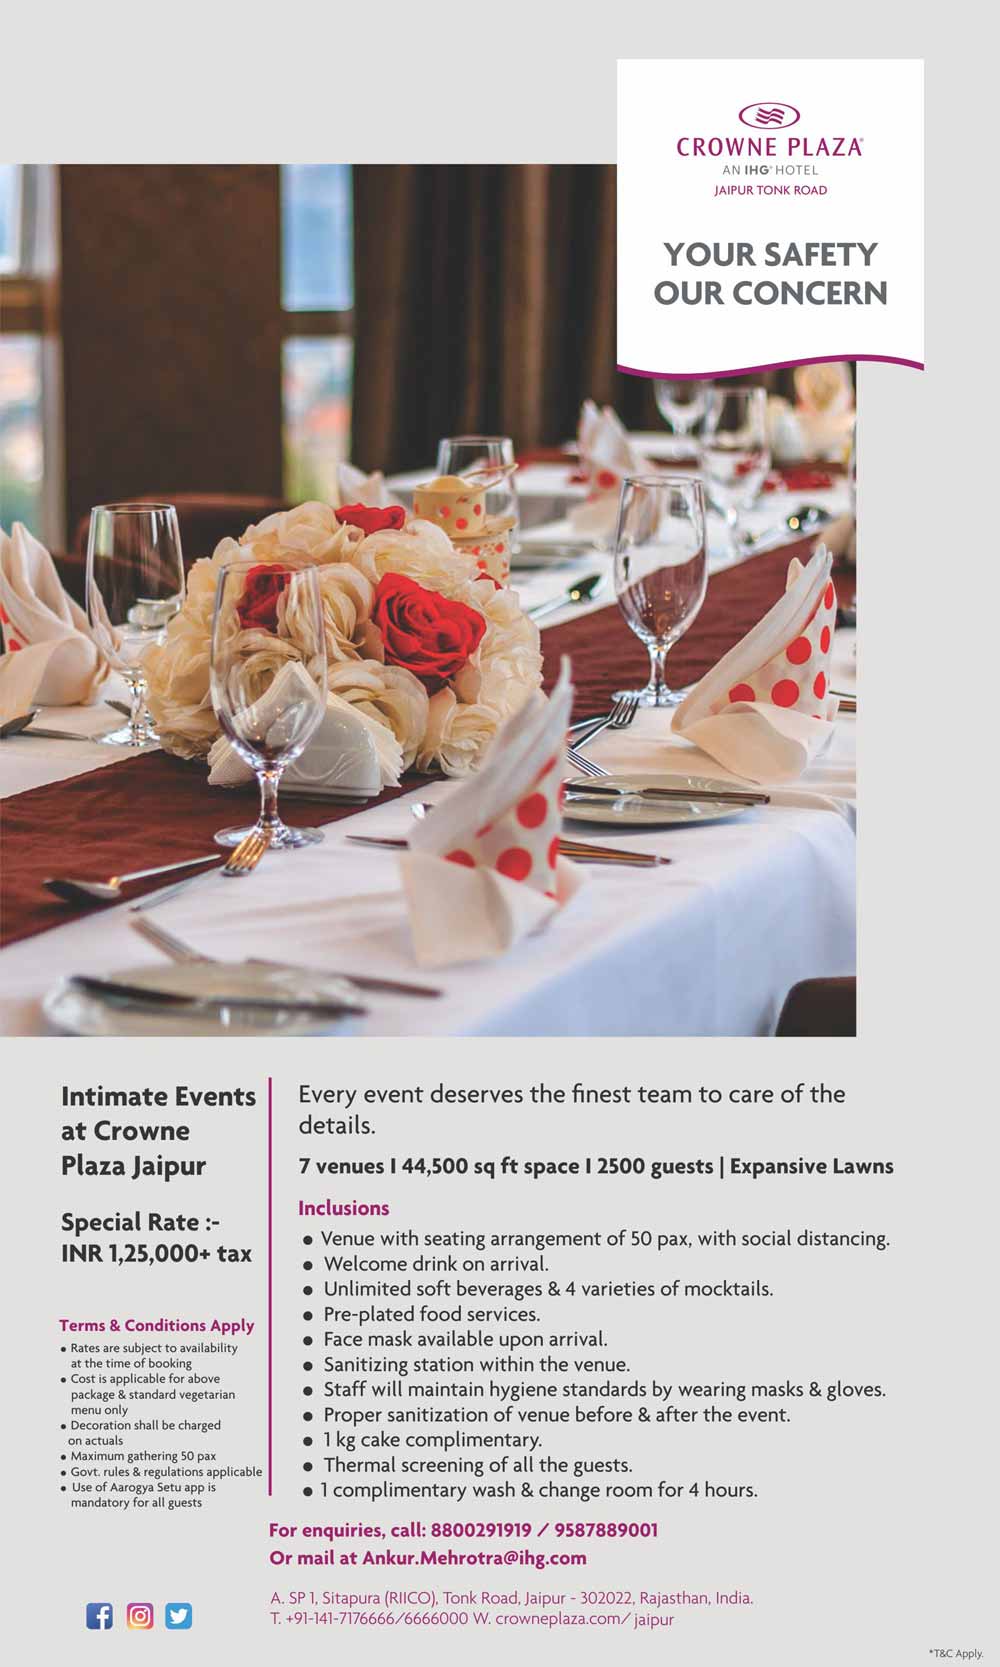 CROWNE PLAZA®
AN IHG® HOTEL
JAIPUR TONK ROAD
YOUR SAFETY
OUR CONCERN
Intimate Events
at Crowne
Plaza Jaipur
Special Rate :-
INR 1,25,000+ tax
Terms & Conditions Apply
● Rates are subject to availability
at the time of booking
● Cost is applicable for above
package & standard vegetarian
menu only
● Decoration shall be charged
on actuals
● Maximum gathering 50 pax
● Govt. rules & regulations applicable
● Use of Aarogya Setu app is
mandatory for all guests
Every event deserves the finest team to care of the
details.
7 venues I 44,500 sq ft space I 2500 guests | Expansive Lawns
Inclusions
● Venue with seating arrangement of 50 pax, with social distancing.
● Welcome drink on arrival.
● Unlimited soft beverages & 4 varieties of mocktails.
● Pre-plated food services.
● Face mask available upon arrival.
● Sanitizing station within the venue.
● Staff will maintain hygiene standards by wearing masks & gloves.
● Proper sanitization of venue before & after the event.
● 1 kg cake complimentary.
● Thermal screening of all the guests.
● 1 complimentary wash & change room for 4 hours.
For enquiries, call: 8800291919 / 9587889001
Or mail at Ankur.Mehrotra@ihg.com
A. SP 1, Sitapura (RIICO), Tonk Road, Jaipur - 302022, Rajasthan, India.
T. +91-141-7176666/6666000 W. crowneplaza.com/jaipur
*T&C Apply.